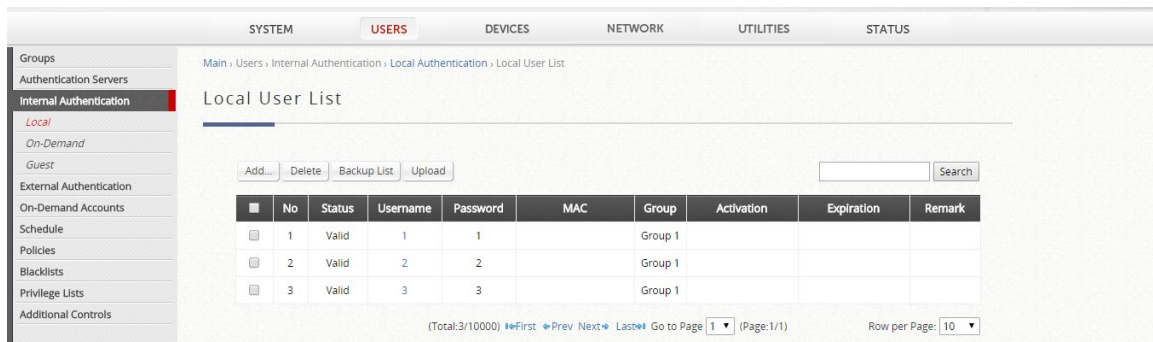 SYSTEM USERS DEVICES NETWORK UTILITIES STATUS
Groups
Authentication Servers
Internal Authentication
Local
On-Demand
Guest
External Authentication
On-Demand Accounts
Schedule
Policies
Blacklists
Privilege Lists
Additional Controls
Main › Users › Internal Authentication › Local Authentication › Local User List
Local User List
Add... Delete Backup List Upload Search
No Status Username Password MAC Group Activation Expiration Remark
1 Valid 1 1 Group 1
2 Valid 2 2 Group 1
3 Valid 3 3 Group 1
(Total:3/10000) First Prev Next Last Go to Page 1 (Page:1/1) Row per Page: 10